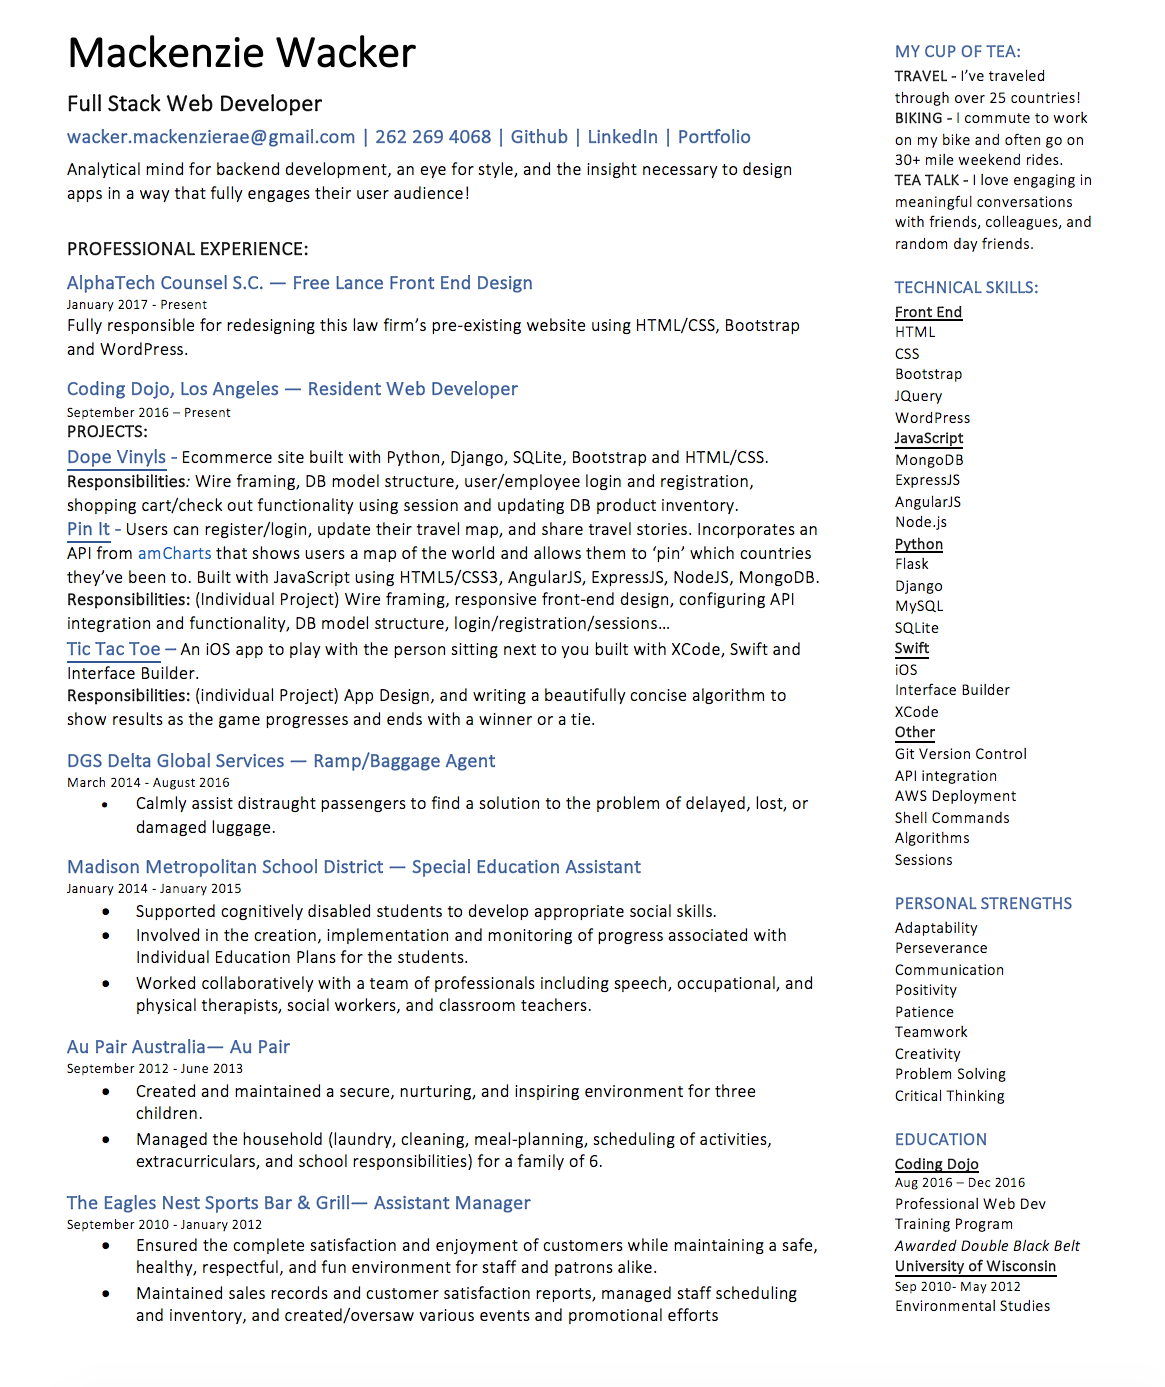 Mackenzie Wacker
Full Stack Web Developer
wacker.mackenzierae@gmail.com | 262 269 4068 | Github | LinkedIn | Portfolio
Analytical mind for backend development, an eye for style, and the insight necessary to design
apps in a way that fully engages their user audience!
PROFESSIONAL EXPERIENCE:
AlphaTech Counsel S.C. — Free Lance Front End Design
January 2017 - Present
Fully responsible for redesigning this law firm's pre-existing website using HTML/CSS, Bootstrap
and WordPress.
Coding Dojo, Los Angeles — Resident Web Developer
September 2016 – Present
PROJECTS:
Dope Vinyls - Ecommerce site built with Python, Django, SQLite, Bootstrap and HTML/CSS.
Responsibilities: Wire framing, DB model structure, user/employee login and registration,
shopping cart/check out functionality using session and updating DB product inventory.
Pin It - Users can register/login, update their travel map, and share travel stories. Incorporates an
API from amCharts that shows users a map of the world and allows them to 'pin' which countries
they've been to. Built with JavaScript using HTML5/CSS3, AngularJS, ExpressJS, NodeJS, MongoDB.
Responsibilities: (Individual Project) Wire framing, responsive front-end design, configuring API
integration and functionality, DB model structure, login/registration/sessions…
Tic Tac Toe – An iOS app to play with the person sitting next to you built with XCode, Swift and
Interface Builder.
Responsibilities: (individual Project) App Design, and writing a beautifully concise algorithm to
show results as the game progresses and ends with a winner or a tie.
DGS Delta Global Services — Ramp/Baggage Agent
March 2014 - August 2016
• Calmly assist distraught passengers to find a solution to the problem of delayed, lost, or
damaged luggage.
Madison Metropolitan School District — Special Education Assistant
January 2014 - January 2015
• Supported cognitively disabled students to develop appropriate social skills.
• Involved in the creation, implementation and monitoring of progress associated with
Individual Education Plans for the students.
• Worked collaboratively with a team of professionals including speech, occupational, and
physical therapists, social workers, and classroom teachers.
Au Pair Australia— Au Pair
September 2012 - June 2013
• Created and maintained a secure, nurturing, and inspiring environment for three
children.
• Managed the household (laundry, cleaning, meal-planning, scheduling of activities,
extracurriculars, and school responsibilities) for a family of 6.
The Eagles Nest Sports Bar & Grill— Assistant Manager
September 2010 - January 2012
• Ensured the complete satisfaction and enjoyment of customers while maintaining a safe,
healthy, respectful, and fun environment for staff and patrons alike.
• Maintained sales records and customer satisfaction reports, managed staff scheduling
and inventory, and created/oversaw various events and promotional efforts
MY CUP OF TEA:
TRAVEL - I've traveled
through over 25 countries!
BIKING - I commute to work
on my bike and often go on
30+ mile weekend rides.
TEA TALK - I love engaging in
meaningful conversations
with friends, colleagues, and
random day friends.
TECHNICAL SKILLS:
Front End
HTML
CSS
Bootstrap
JQuery
WordPress
JavaScript
MongoDB
ExpressJS
AngularJS
Node.js
Python
Flask
Django
MySQL
SQLite
Swift
iOS
Interface Builder
XCode
Other
Git Version Control
API integration
AWS Deployment
Shell Commands
Algorithms
Sessions
PERSONAL STRENGTHS
Adaptability
Perseverance
Communication
Positivity
Patience
Teamwork
Creativity
Problem Solving
Critical Thinking
EDUCATION
Coding Dojo
Aug 2016 – Dec 2016
Professional Web Dev
Training Program
Awarded Double Black Belt
University of Wisconsin
Sep 2010- May 2012
Environmental Studies